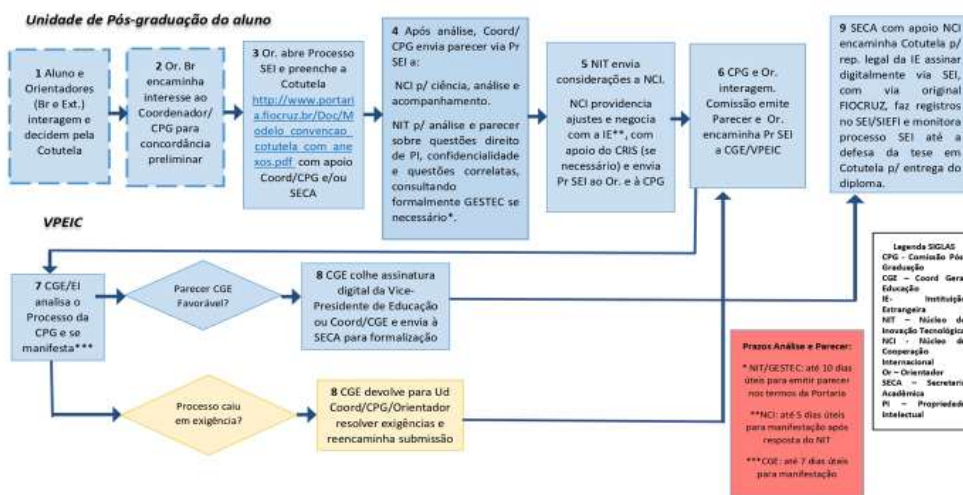 Unidade de Pós-graduação do aluno
1 Aluno e
Orientadores
(Br e Ext.)
interagem e
decidem pela
Cotutela
2 Or. Br
encaminha
interesse ao
Coordenador/
CPG para
concordância
preliminar
3 Or. abre Processo
SEI e preenche a
Cotutela
http://www.portari
a.fiocruz.br/Doc/M
odelo_convencao_
cotutela_com_ane
xos.pdf com apoio
Coord/CPG e/ou
SECA
4 Após análise, Coord/
CPG envia parecer via Pr
SEI a:
NCI p/ ciência, análise e
acompanhamento.
NIT p/ análise e parecer
sobre questões direito
de PI, confidencialidade
e questões correlatas,
consultando
formalmente GESTEC se
necessário*.
5 NIT envia
considerações a NCI.
NCI providencia
ajustes e negocia
com a IE**, com
apoio do CRIS (se
necessário) e envia
Pr SEI ao Or. e à CPG
6 CPG e Or.
interagem.
Comissão emite
Parecer e Or.
encaminha Pr SEI
a CGE/VPEIC
9 SECA com apoio NCI
encaminha Cotutela p/
rep. legal da IE assinar
digitalmente via SEI,
com via original
FIOCRUZ, faz registros
no SEI/SIEFI e monitora
processo SEI até a
defesa da tese em
Cotutela p/ entrega do
diploma.
VPEIC
7 CGE/EI
analisa o
Processo
da CPG e se
manifesta***
Parecer CGE
Favorável?
8 CGE colhe assinatura
digital da Vice-
Presidente de Educação
ou Coord/CGE e envia à
SECA para formalização
Processo caiu
em exigência?
8 CGE devolve para Ud
Coord/CPG/Orientador
resolver exigências e
reencaminha submissão
Prazos Análise e Parecer:
* NIT/GESTEC: até 10 dias
úteis para emitir parecer
nos termos da Portaria
**NCI: até 5 dias úteis
para manifestação após
resposta do NIT
***CGE: até 7 dias úteis
para manifestação
Legenda SIGLAS
CPG - Comissão Pós
Graduação
CGE – Coord Gera
Educação
IE- Instituição
Estrangeira
NIT – Núcleo de
Inovação Tecnológica
NCI - Núcleo de
Cooperação
Internacional
Or – Orientador
SECA – Secretaria
Acadêmica
PI – Propriedade
Intelectual